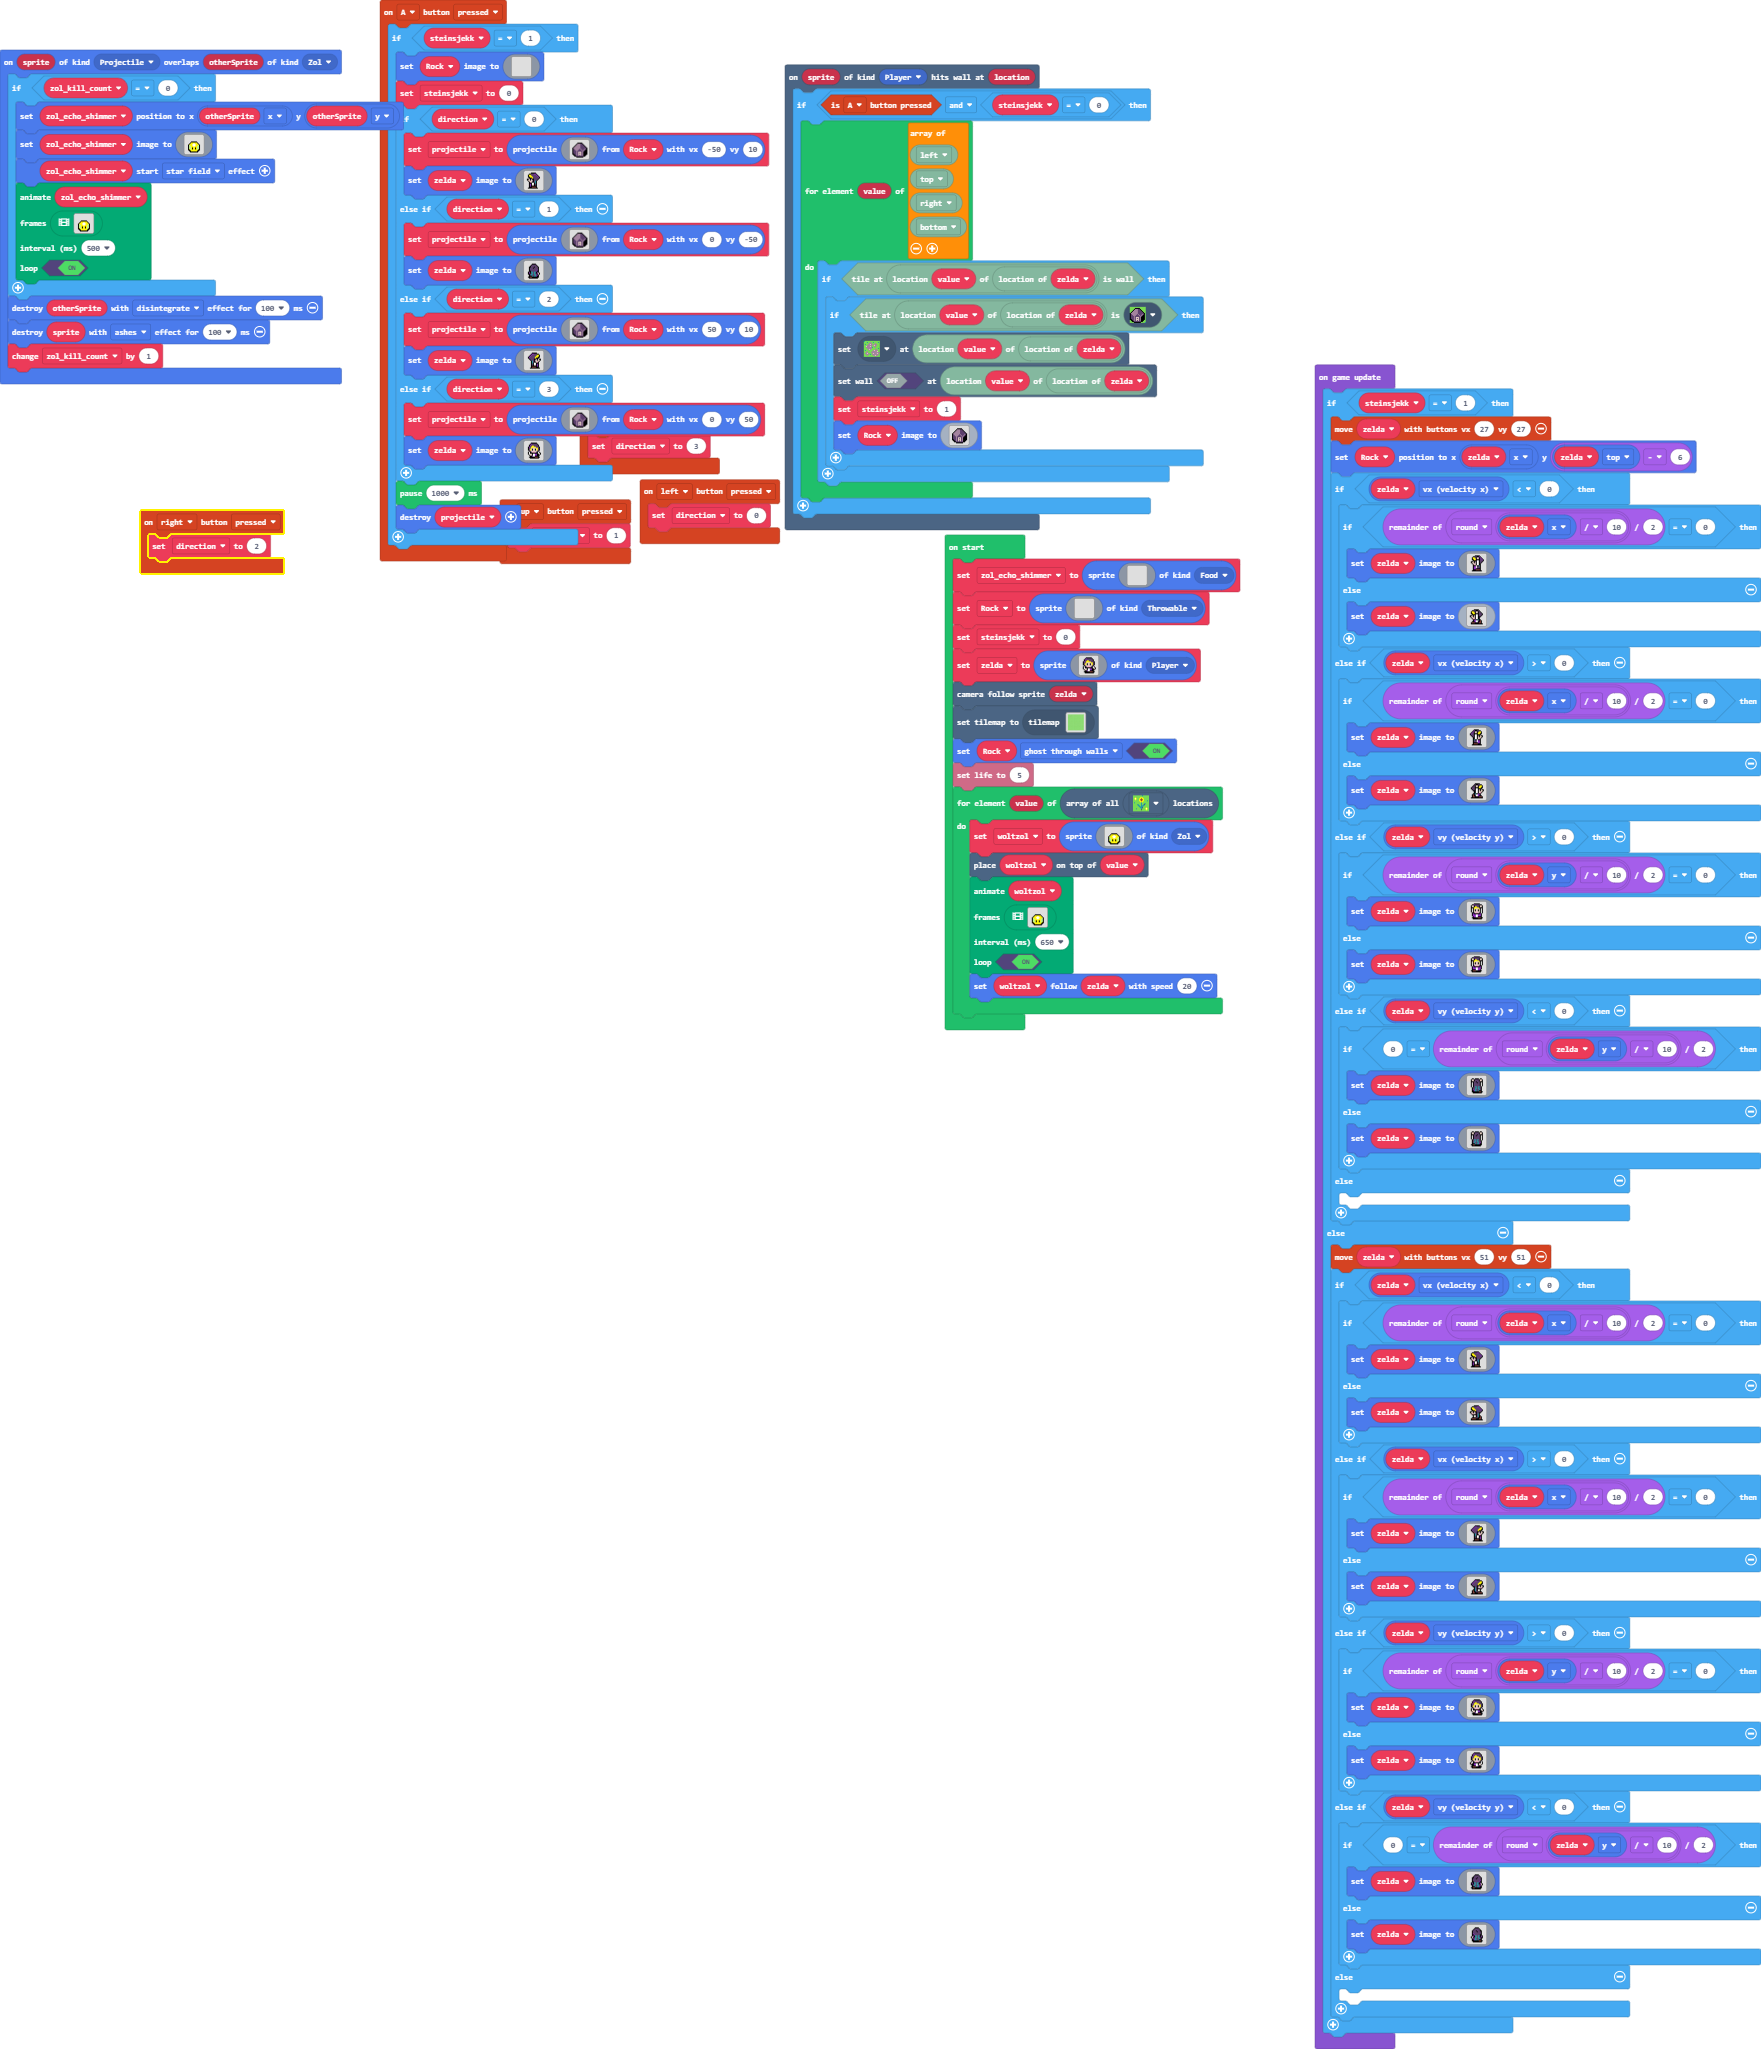 on sprite of kind Projectile overlaps otherSprite of kind Zol
if zol_kill_count = 0 then
set zol_echo_shimmer position to x otherSprite x y otherSprite y
set zol_echo_shimmer image to
zol_echo_shimmer start star field effect
animate zol_echo_shimmer
frames
interval (ms) 500
loop ON
destroy otherSprite with disintegrate effect for 100 ms
destroy sprite with ashes effect for 100 ms
change zol_kill_count by 1
on right button pressed
set direction to 2
on A button pressed
if steinsjekk = 1 then
set Rock image to
set steinsjekk to 0
if direction = 0 then
set projectile to projectile from Rock with vx -50 vy 10
set zelda image to
else if direction = 1 then
set projectile to projectile from Rock with vx 0 vy -50
set zelda image to
else if direction = 2 then
set projectile to projectile from Rock with vx 50 vy 10
set zelda image to
else if direction = 3 then
set projectile to projectile from Rock with vx 0 vy 50
set zelda image to
pause 1000 ms
destroy projectile
set direction to 3
up button pressed
to 1
on left button pressed
set direction to 0
on sprite of kind Player hits wall at location
if is A button pressed and steinsjekk = 0 then
for element value of array of
left
top
right
bottom
do
if tile at location value of location of zelda is wall then
if tile at location value of location of zelda is then
set at location value of location of zelda
set wall OFF at location value of location of zelda
set steinsjekk to 1
set Rock image to
on start
set zol_echo_shimmer to sprite of kind Food
set Rock to sprite of kind Throwable
set steinsjekk to 0
set zelda to sprite of kind Player
camera follow sprite zelda
set tilemap to tilemap
set Rock ghost through walls ON
set life to 5
for element value of array of all locations
do
set woltzol to sprite of kind Zol
place woltzol on top of value
animate woltzol
frames
interval (ms) 650
loop ON
set woltzol follow zelda with speed 20
on game update
if steinsjekk = 1 then
move zelda with buttons vx 27 vy 27
set Rock position to x zelda x y zelda top - 6
if zelda vx (velocity x) < 0 then
if remainder of round zelda x / 10 / 2 = 0 then
set zelda image to
else
set zelda image to
else if zelda vx (velocity x) > 0 then
if remainder of round zelda x / 10 / 2 = 0 then
set zelda image to
else
set zelda image to
else if zelda vy (velocity y) > 0 then
if remainder of round zelda y / 10 / 2 = 0 then
set zelda image to
else
set zelda image to
else if zelda vy (velocity y) < 0 then
if 0 = remainder of round zelda y / 10 / 2 then
set zelda image to
else
set zelda image to
else
else
move zelda with buttons vx 51 vy 51
if zelda vx (velocity x) < 0 then
if remainder of round zelda x / 10 / 2 = 0 then
set zelda image to
else
set zelda image to
else if zelda vx (velocity x) > 0 then
if remainder of round zelda x / 10 / 2 = 0 then
set zelda image to
else
set zelda image to
else if zelda vy (velocity y) > 0 then
if remainder of round zelda y / 10 / 2 = 0 then
set zelda image to
else
set zelda image to
else if zelda vy (velocity y) < 0 then
if 0 = remainder of round zelda y / 10 / 2 then
set zelda image to
else
set zelda image to
else